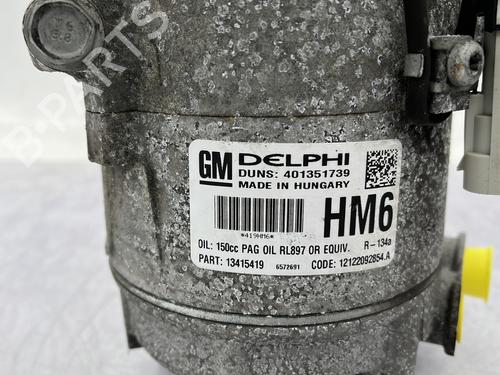 B-PARTS
GM DELPHI
DUNS: 401351739
MADE IN HUNGARY
*419HM6*
HM6
OIL: 150cc PAG OIL RL897 OR EQUIV. R-134a
PART: 13415419 6572691 CODE: 12122092854.A